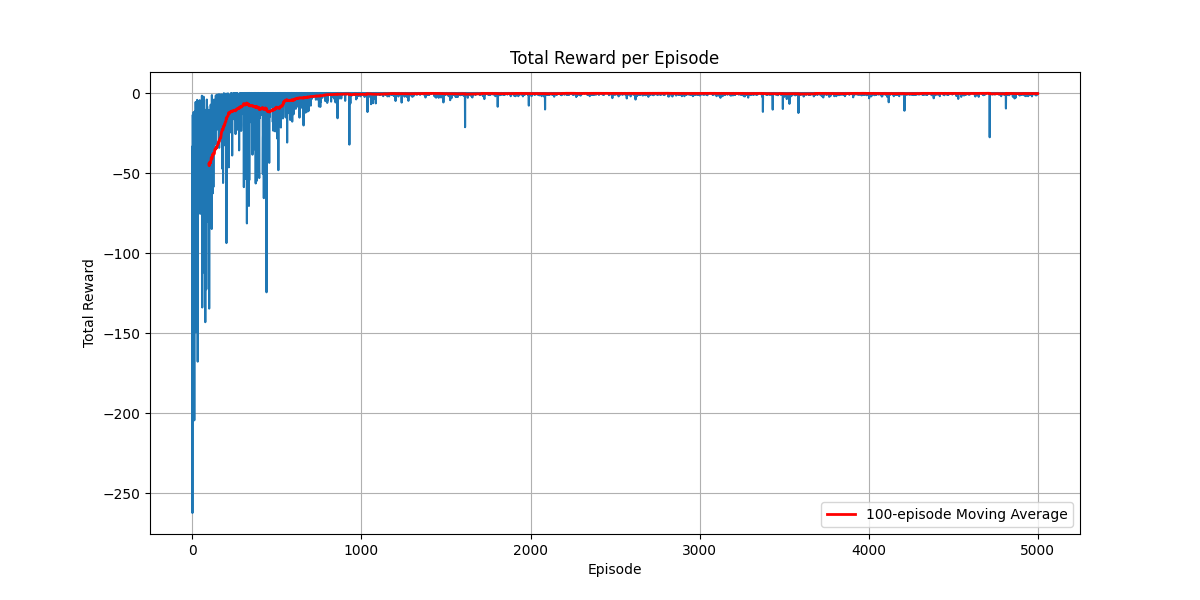 Total Reward per Episode
0
−50
−100
−150
−200
−250
Total Reward
100-episode Moving Average
0 1000 2000 3000 4000 5000
Episode